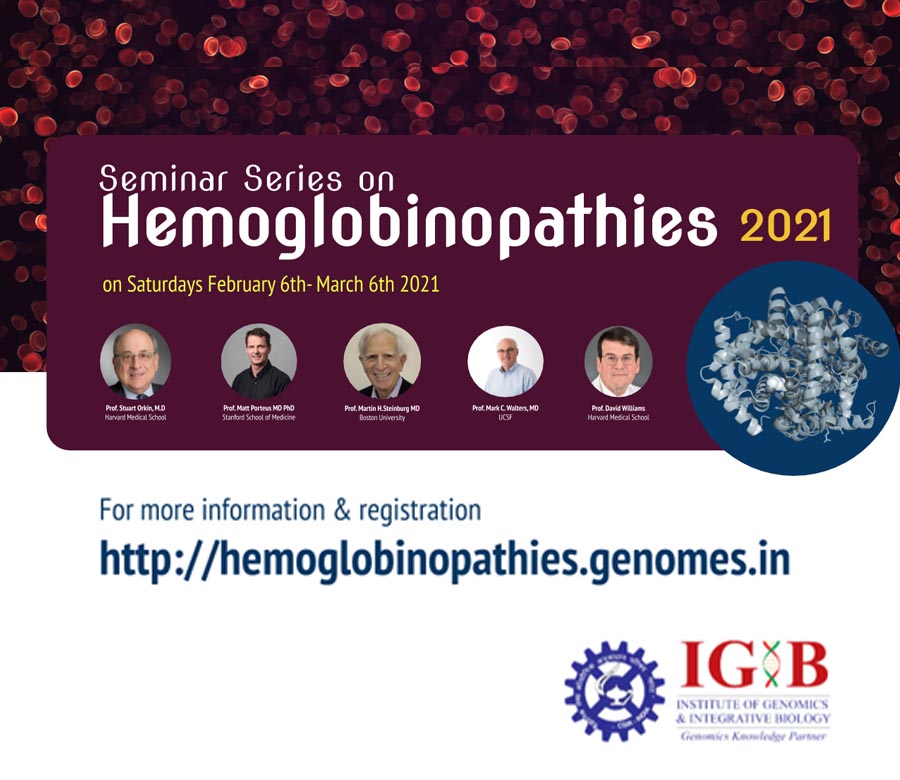 Seminar Series on
Hemoglobinopathies 2021
on Saturdays February 6th- March 6th 2021
Prof. Stuart Orkin, M.D
Harvard Medical School
Prof. Matt Porteus MD PhD
Stanford School of Medicine
Prof. Martin H.Steinburg MD
Boston University
Prof. Mark C. Walters, MD
UCSF
Prof. David Williams
Harvard Medical School
For more information & registration
http://hemoglobinopathies.genomes.in
IGIB
INSTITUTE OF GENOMICS
& INTEGRATIVE BIOLOGY
Genomics Knowledge Partner